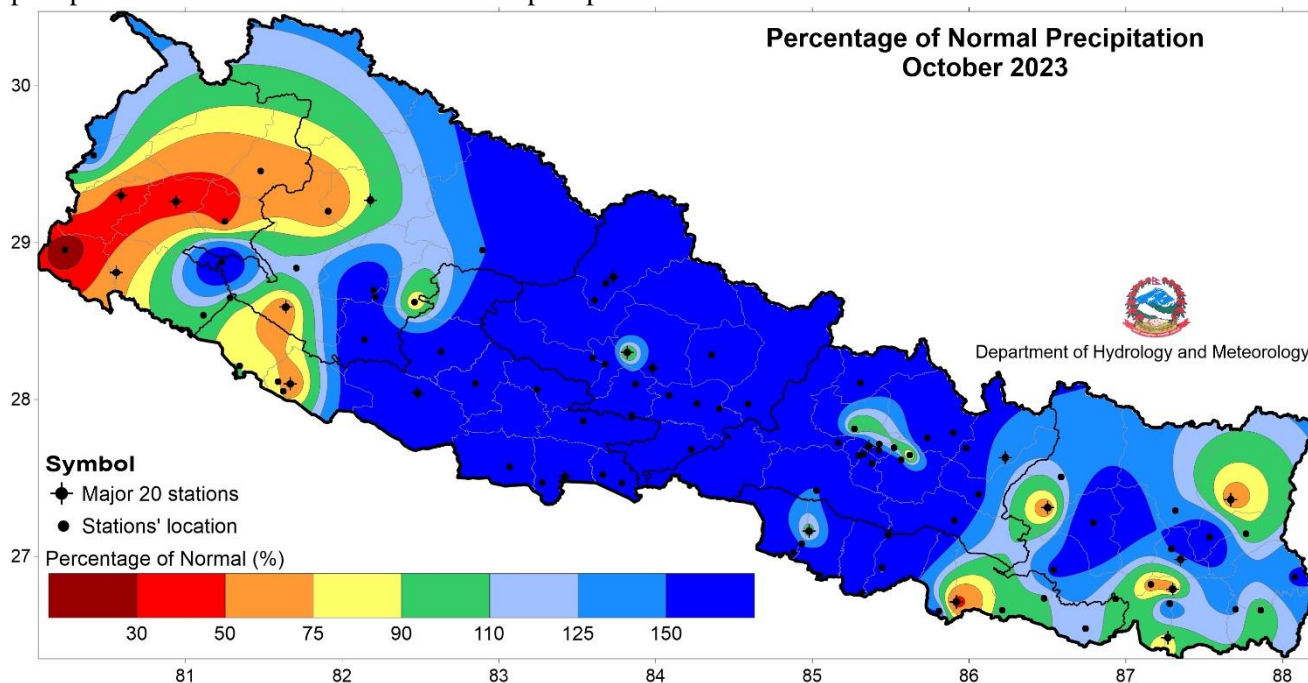 Percentage of Normal Precipitation
October 2023
30
29
28
27
Department of Hydrology and Meteorology
Symbol
Major 20 stations
Stations' location
Percentage of Normal (%)
30 50 75 90 110 125 150
81 82 83 84 85 86 87 88